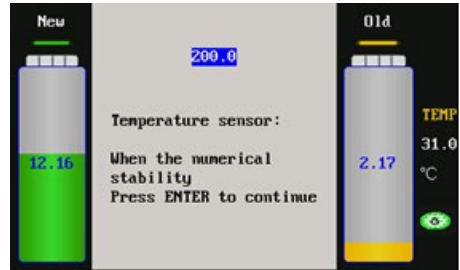 New
Old
200.0
Temperature sensor:
TEMP
31.0
12.16
When the numerical
2.17
℃
stability
Press ENTER to continue